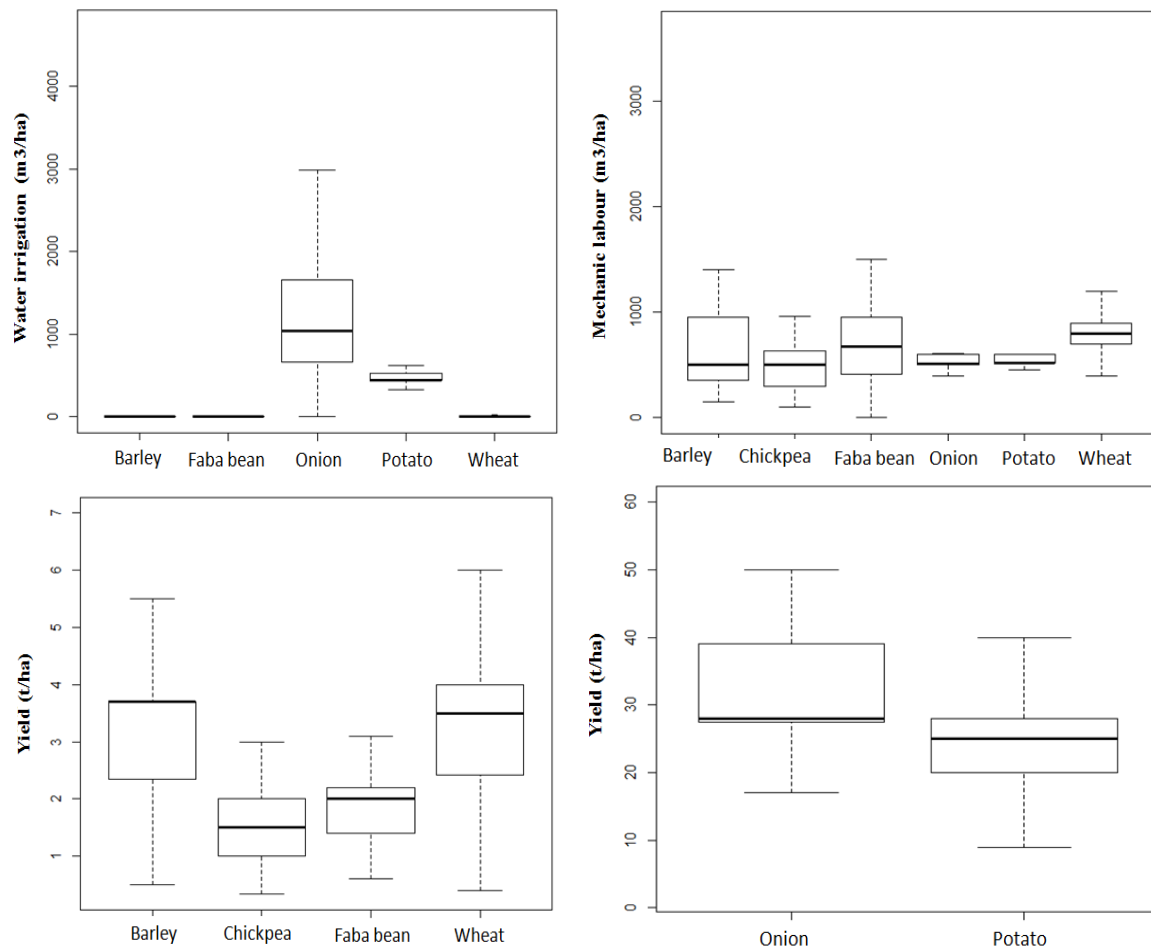 Water irrigation (m3/ha)
4000
3000
2000
1000
0
Barley Faba bean Onion Potato Wheat
Mechanic labour (m3/ha)
3000
2000
1000
0
Barley Chickpea Faba bean Onion Potato Wheat
Yield (t/ha)
7
6
5
4
3
2
1
Barley Chickpea Faba bean Wheat
Yield (t/ha)
60
50
40
30
20
10
0
Onion Potato